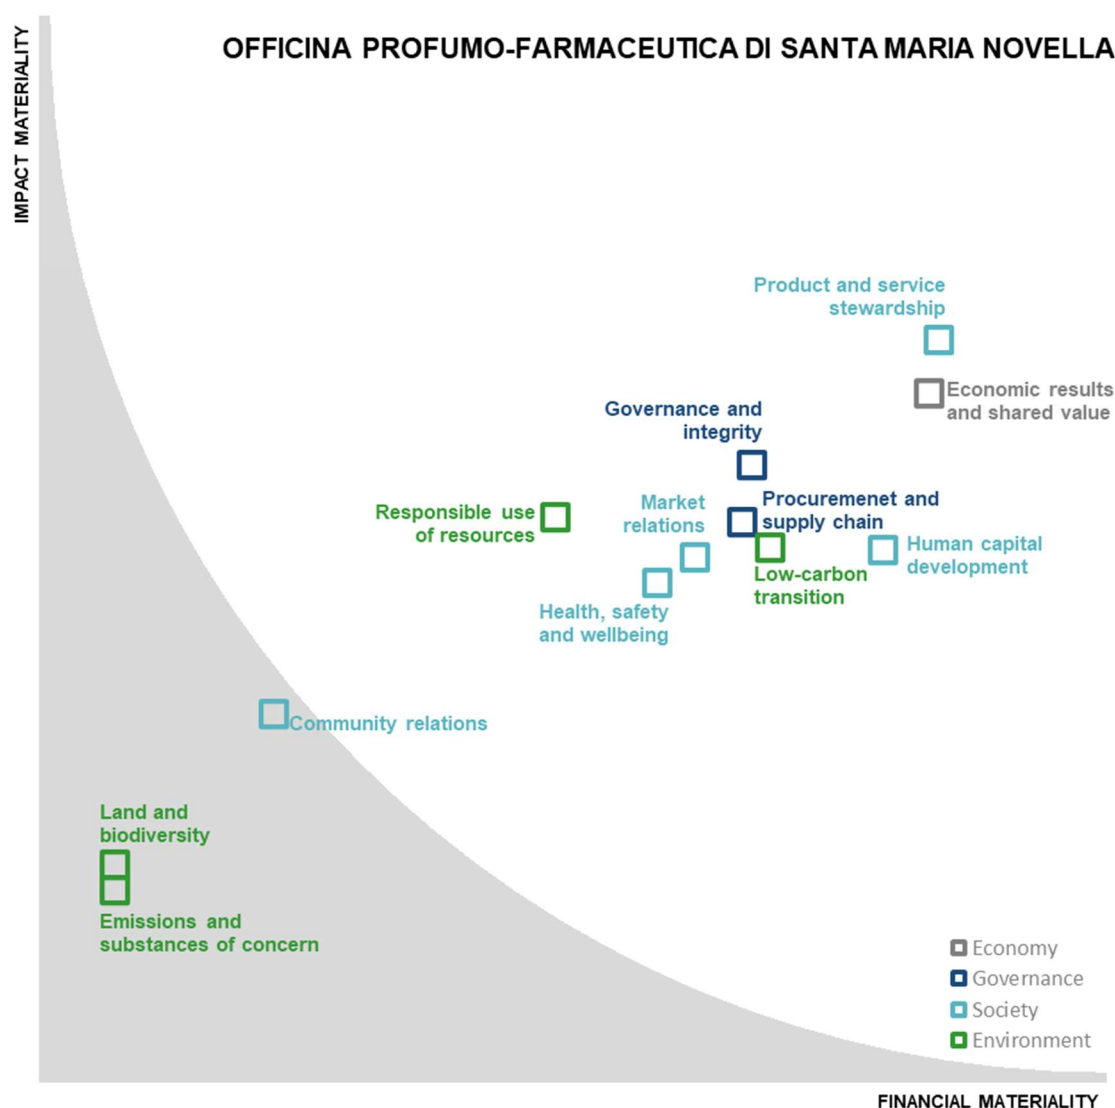 OFFICINA PROFUMO-FARMACEUTICA DI SANTA MARIA NOVELLA
IMPACT MATERIALITY
Product and service
stewardship
Economic results
and shared value
Governance and
integrity
Market
relations
Procuremenet and
supply chain
Responsible use
of resources
Human capital
development
Low-carbon
transition
Health, safety
and wellbeing
Community relations
Land and
biodiversity
Emissions and
substances of concern
Economy
Governance
Society
Environment
FINANCIAL MATERIALITY